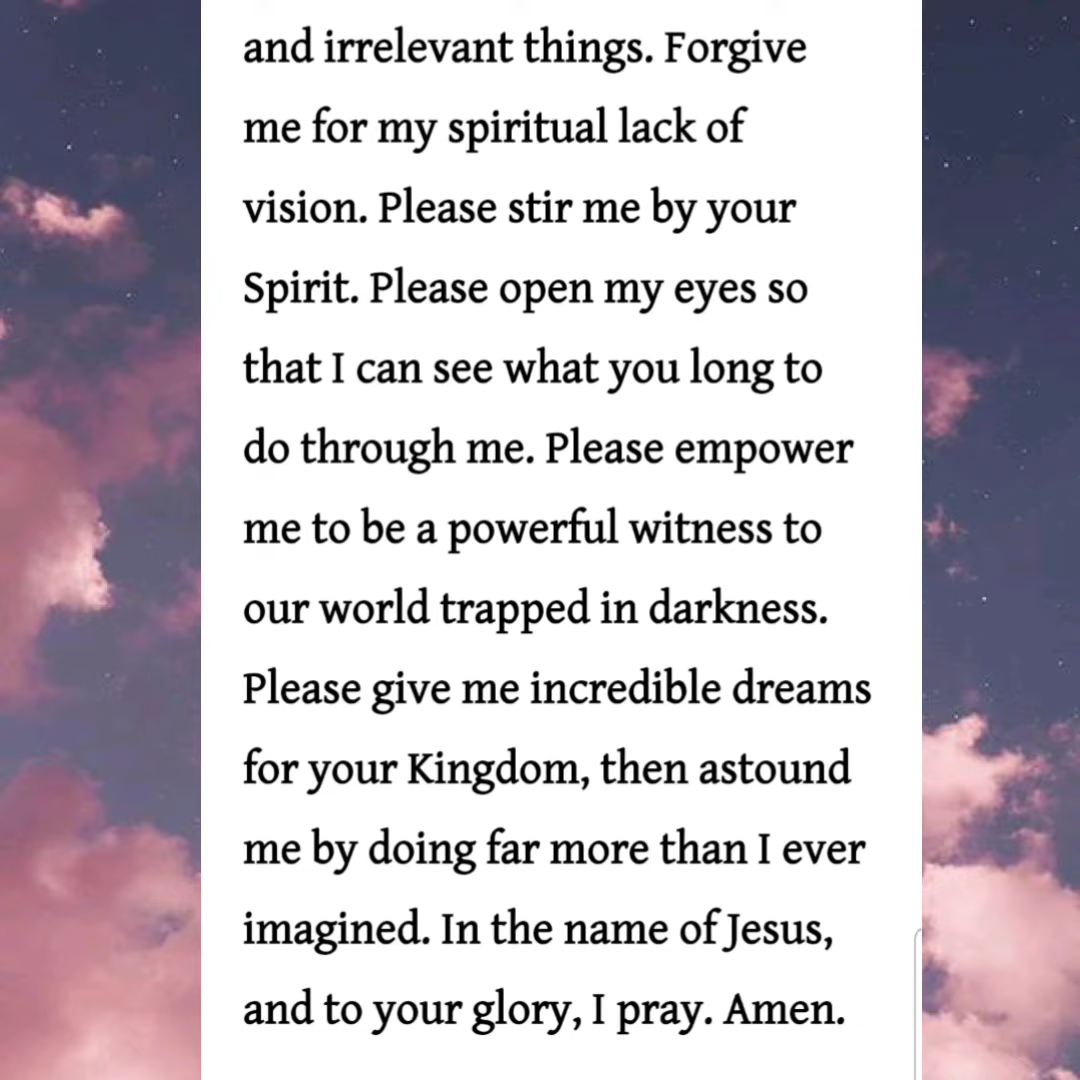 and irrelevant things. Forgive
me for my spiritual lack of
vision. Please stir me by your
Spirit. Please open my eyes so
that I can see what you long to
do through me. Please empower
me to be a powerful witness to
our world trapped in darkness.
Please give me incredible dreams
for your Kingdom, then astound
me by doing far more than I ever
imagined. In the name of Jesus,
and to your glory, I pray. Amen.